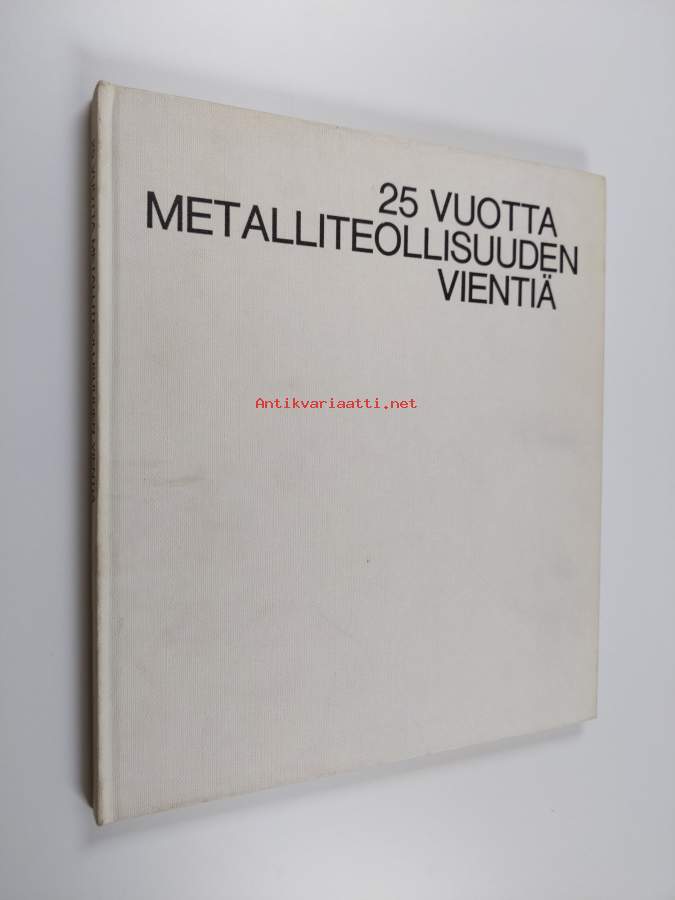 25 VUOTTA
METALLITEOLLISUUDEN
VIENTIÄ
Antikvariaatti.net